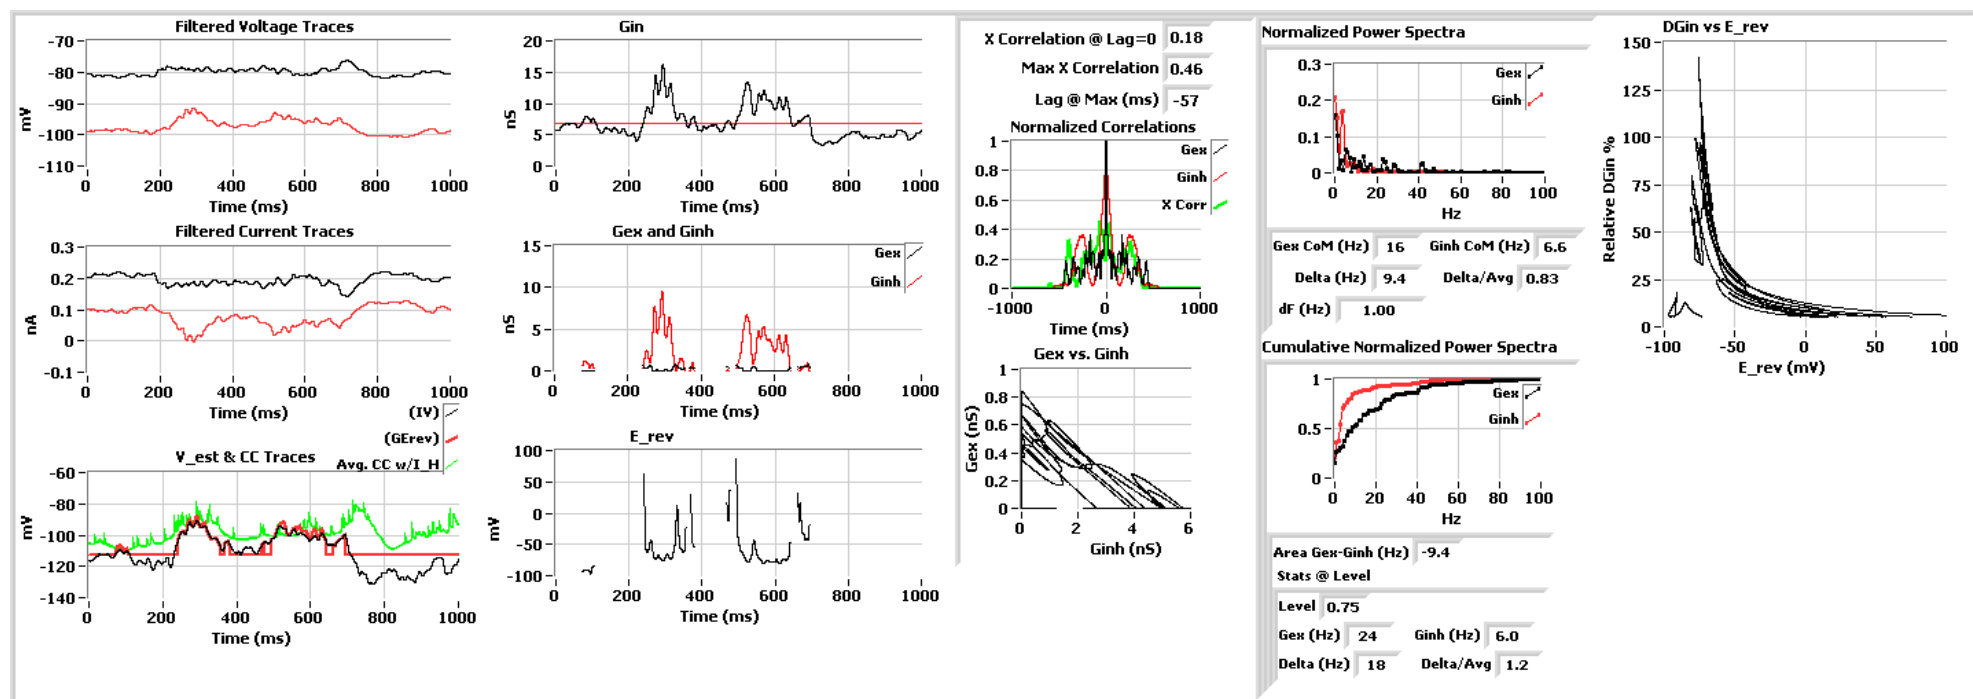 Filtered Voltage Traces
-70
-80
-90
-100
-110
mV
0 200 400 600 800 1000
Time (ms)
Filtered Current Traces
0.3
0.2
0.1
0
-0.1
nA
0 200 400 600 800 1000
Time (ms)
(IV)
(GErev)
Avg. CC w/I_H
V_est & CC Traces
-60
-80
-100
-120
-140
mV
0 200 400 600 800 1000
Time (ms)
Gin
20
15
10
5
0
nS
0 200 400 600 800 1000
Time (ms)
Gex and Ginh
Gex
Ginh
15
10
5
0
nS
0 200 400 600 800 1000
Time (ms)
E_rev
100
50
0
-50
-100
mV
0 200 400 600 800 1000
Time (ms)
X Correlation @ Lag=0 0.18
Max X Correlation 0.46
Lag @ Max (ms) -57
Normalized Correlations
Gex
Ginh
X Corr
1
0.8
0.6
0.4
0.2
0
-1000 0 1000
Time (ms)
Gex vs. Ginh
1
0.8
0.6
0.4
0.2
0
Gex (nS)
0 2 4 6
Ginh (nS)
Normalized Power Spectra
Gex
Ginh
0.3
0.2
0.1
0
0 20 40 60 80 100
Hz
Gex CoM (Hz) 16 Ginh CoM (Hz) 6.6
Delta (Hz) 9.4 Delta/Avg 0.83
dF (Hz) 1.00
Cumulative Normalized Power Spectra
Gex
Ginh
1
0.5
0
0 20 40 60 80 100
Hz
Area Gex-Ginh (Hz) -9.4
Stats @ Level
Level 0.75
Gex (Hz) 24 Ginh (Hz) 6.0
Delta (Hz) 18 Delta/Avg 1.2
DGin vs E_rev
150
125
100
75
50
25
0
Relative DGin %
-100 -50 0 50 100
E_rev (mV)